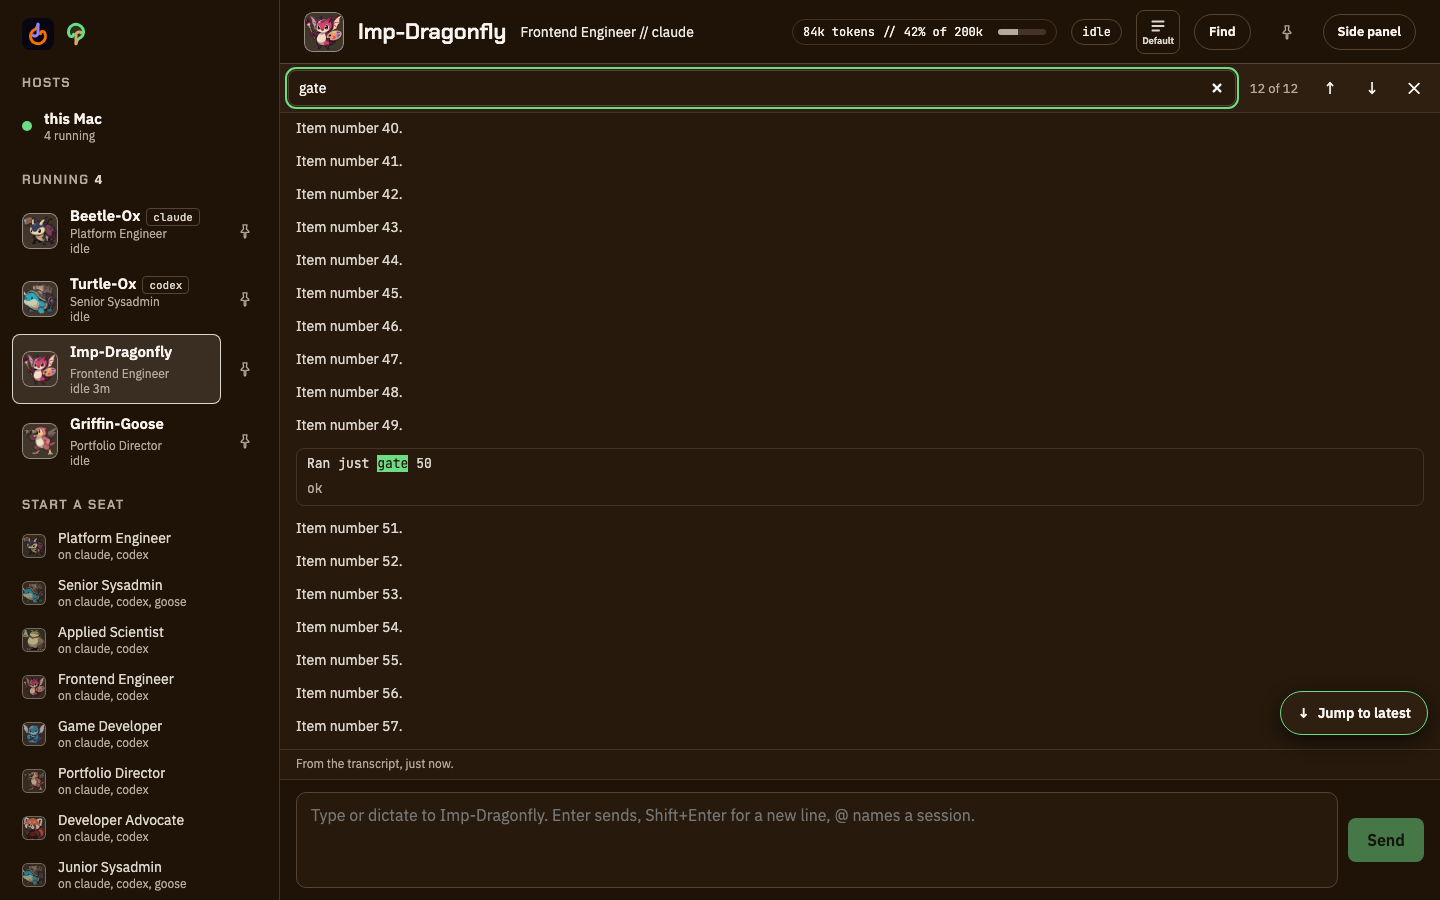 HOSTS
this Mac
4 running
RUNNING 4
Beetle-Ox claude
Platform Engineer
idle
Turtle-Ox codex
Senior Sysadmin
idle
Imp-Dragonfly
Frontend Engineer
idle 3m
Griffin-Goose
Portfolio Director
idle
START A SEAT
Platform Engineer
on claude, codex
Senior Sysadmin
on claude, codex, goose
Applied Scientist
on claude, codex
Frontend Engineer
on claude, codex
Game Developer
on claude, codex
Portfolio Director
on claude, codex
Developer Advocate
on claude, codex
Junior Sysadmin
on claude, codex, goose
Imp-Dragonfly Frontend Engineer // claude
84k tokens // 42% of 200k
idle
Default
Find
Side panel
gate
12 of 12
Item number 40.
Item number 41.
Item number 42.
Item number 43.
Item number 44.
Item number 45.
Item number 46.
Item number 47.
Item number 48.
Item number 49.
Ran just gate 50
ok
Item number 51.
Item number 52.
Item number 53.
Item number 54.
Item number 55.
Item number 56.
Item number 57.
↓ Jump to latest
From the transcript, just now.
Type or dictate to Imp-Dragonfly. Enter sends, Shift+Enter for a new line, @ names a session.
Send